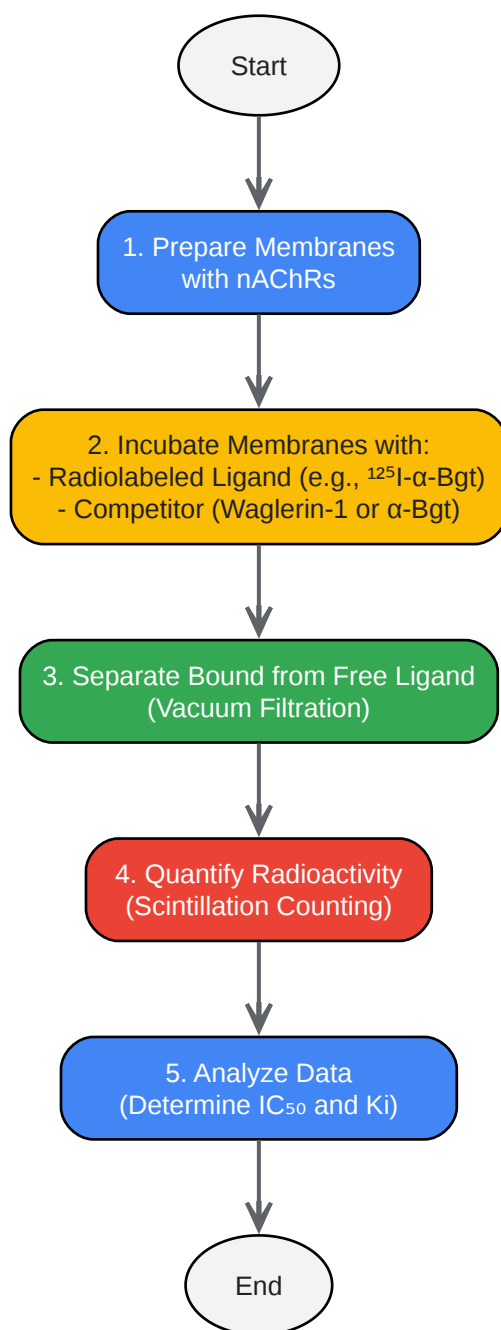 Start
1. Prepare Membranes
with nAChRs
2. Incubate Membranes with:
- Radiolabeled Ligand (e.g., ¹²⁵I-α-Bgt)
- Competitor (Waglerin-1 or α-Bgt)
3. Separate Bound from Free Ligand
(Vacuum Filtration)
4. Quantify Radioactivity
(Scintillation Counting)
5. Analyze Data
(Determine IC₅₀ and Ki)
End